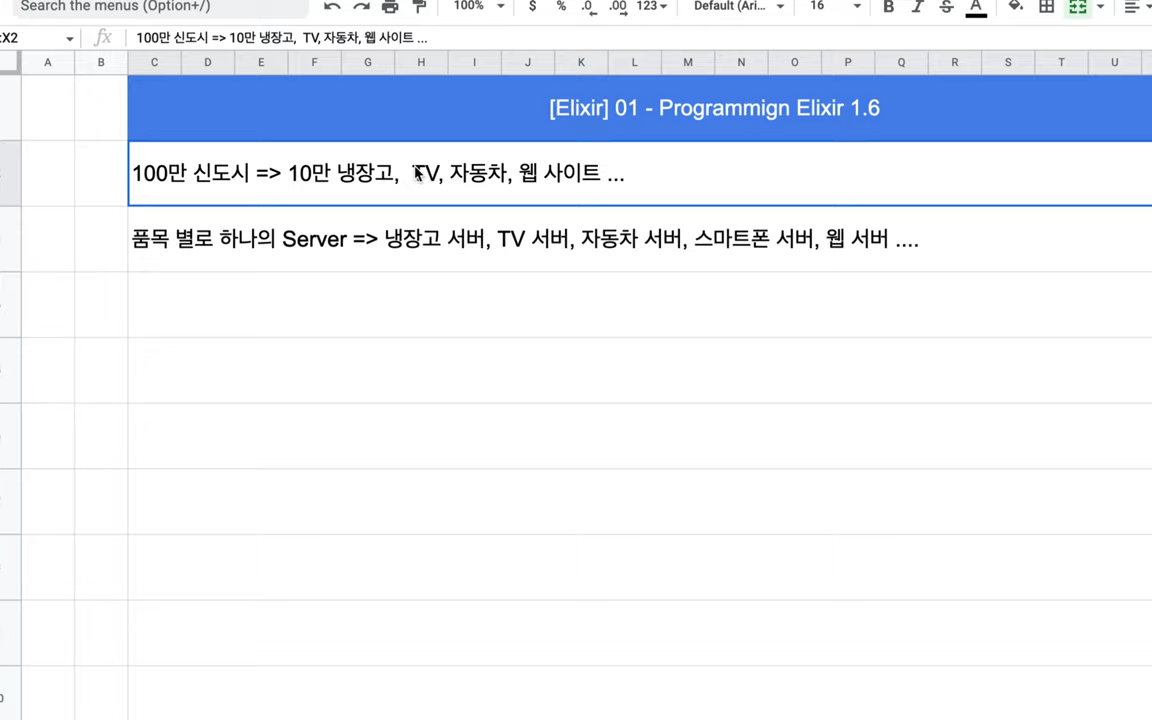 Search the menus (Option+/) 100% $ % .0 .00 123 Default (Ari... 16 B I S A
:X2 fx 100만 신도시 => 10만 냉장고, TV, 자동차, 웹 사이트 ...
A B C D E F G H I J K L M N O P Q R S T U
[Elixir] 01 - Programmign Elixir 1.6
100만 신도시 => 10만 냉장고, TV, 자동차, 웹 사이트 ...
품목 별로 하나의 Server => 냉장고 서버, TV 서버, 자동차 서버, 스마트폰 서버, 웹 서버 ....